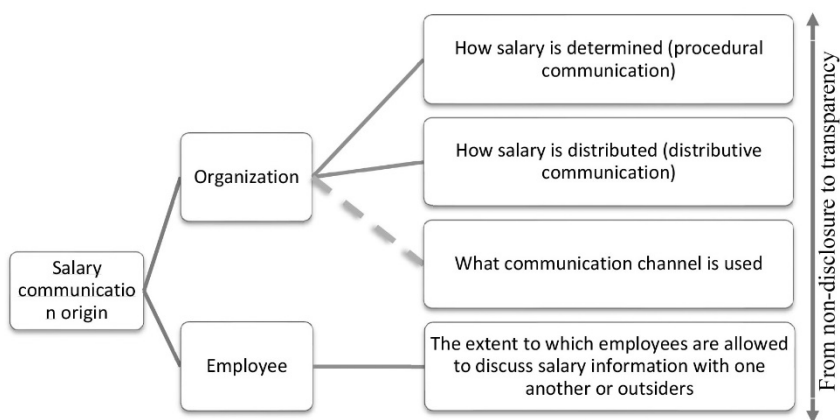 How salary is determined (procedural
communication)
How salary is distributed (distributive
communication)
Organization
What communication channel is used
Salary
communicatio
n origin
Employee
The extent to which employees are allowed
to discuss salary information with one
another or outsiders
From non-disclosure to transparency